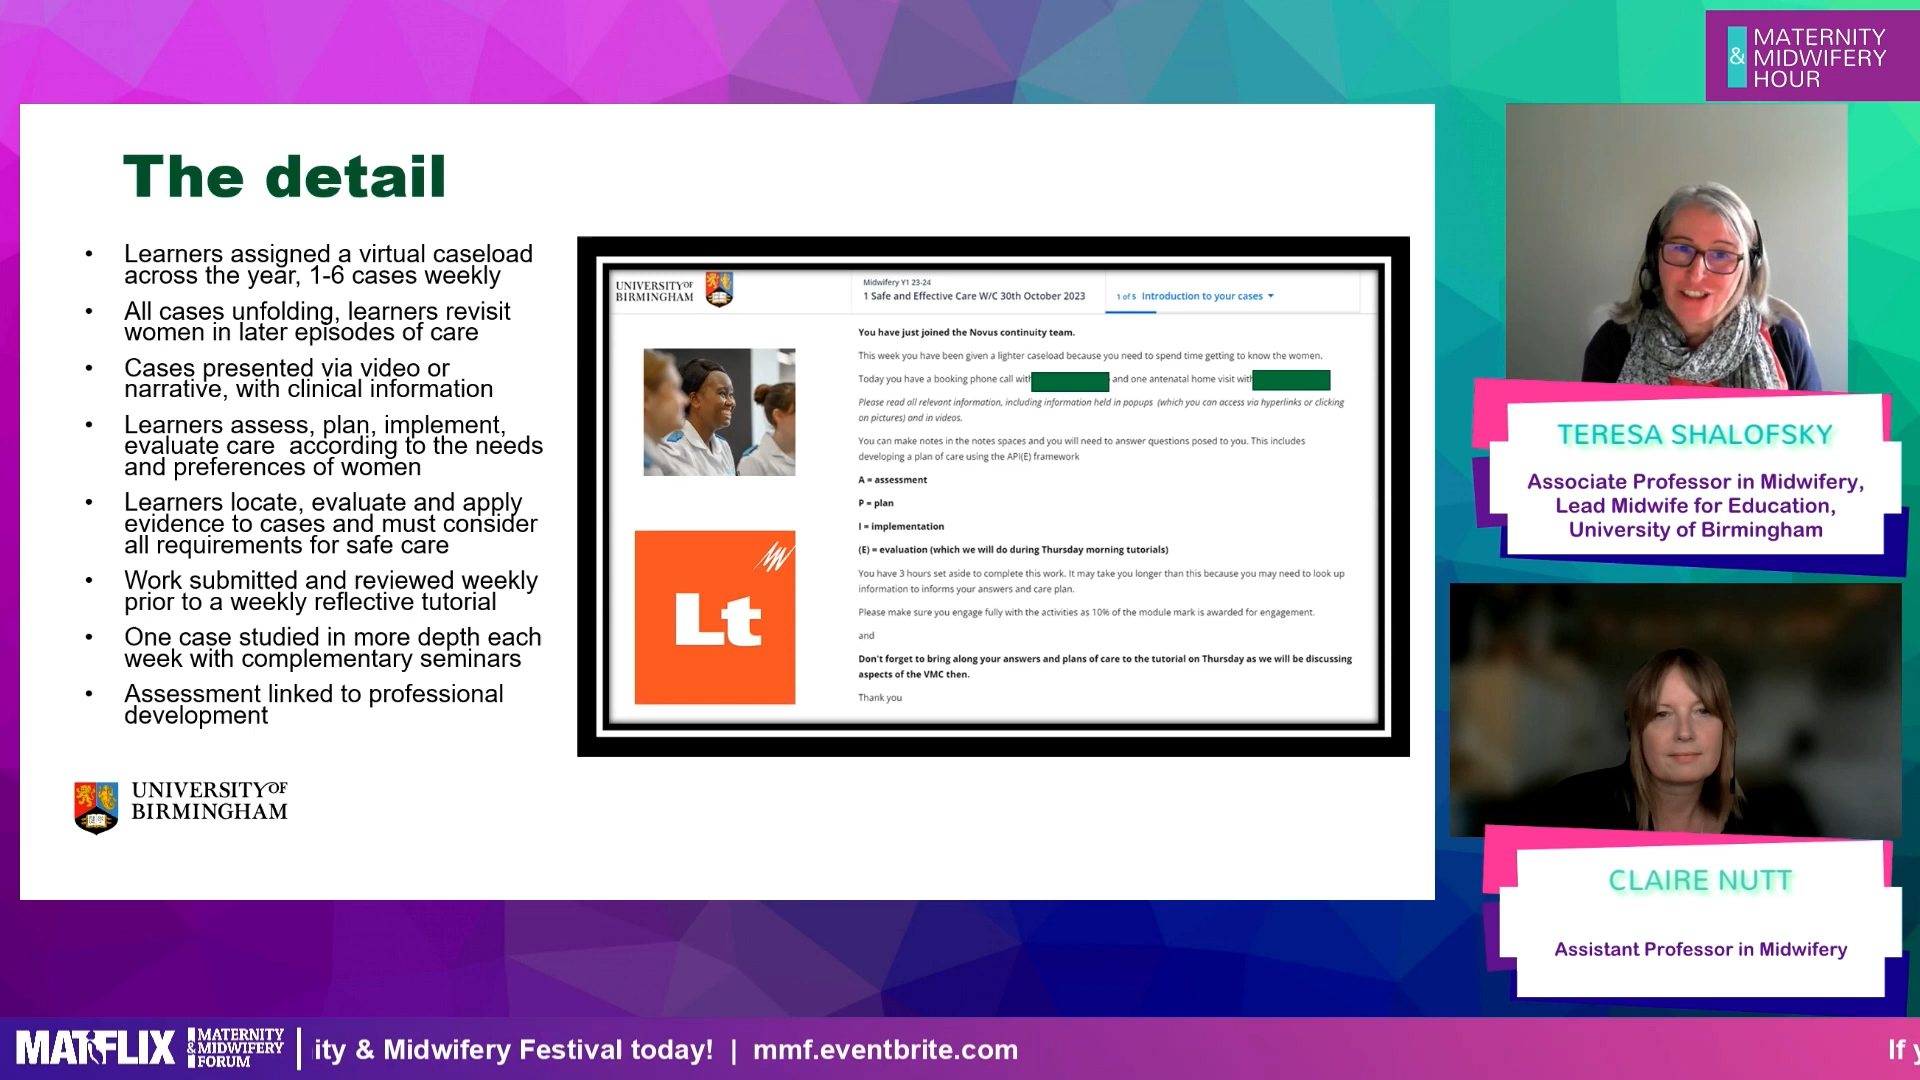 MATERNITY
& MIDWIFERY
HOUR
The detail
• Learners assigned a virtual caseload
across the year, 1-6 cases weekly
• All cases unfolding, learners revisit
women in later episodes of care
• Cases presented via video or
narrative, with clinical information
• Learners assess, plan, implement,
evaluate care according to the needs
and preferences of women
• Learners locate, evaluate and apply
evidence to cases and must consider
all requirements for safe care
• Work submitted and reviewed weekly
prior to a weekly reflective tutorial
• One case studied in more depth each
week with complementary seminars
• Assessment linked to professional
development
UNIVERSITY OF
BIRMINGHAM
UNIVERSITY OF
BIRMINGHAM
Midwifery Y1 23-24
1 Safe and Effective Care W/C 30th October 2023
1 of 5 Introduction to your cases
You have just joined the Novus continuity team.
This week you have been given a lighter caseload because you need to spend time getting to know the women.
Today you have a booking phone call with and one antenatal home visit with
Please read all relevant information, including information held in popups (which you can access via hyperlinks or clicking
on pictures) and in videos.
You can make notes in the notes spaces and you will need to answer questions posed to you. This includes
developing a plan of care using the API(E) framework
A = assessment
P = plan
I = implementation
(E) = evaluation (which we will do during Thursday morning tutorials)
You have 3 hours set aside to complete this work. It may take you longer than this because you may need to look up
information to informs your answers and care plan.
Please make sure you engage fully with the activities as 10% of the module mark is awarded for engagement.
and
Don't forget to bring along your answers and plans of care to the tutorial on Thursday as we will be discussing
aspects of the VMC then.
Thank you
Lt
TERESA SHALOFSKY
Associate Professor in Midwifery,
Lead Midwife for Education,
University of Birmingham
CLAIRE NUTT
Assistant Professor in Midwifery
MATFLIX
MATERNITY
& MIDWIFERY
FORUM
ity & Midwifery Festival today! | mmf.eventbrite.com
If y